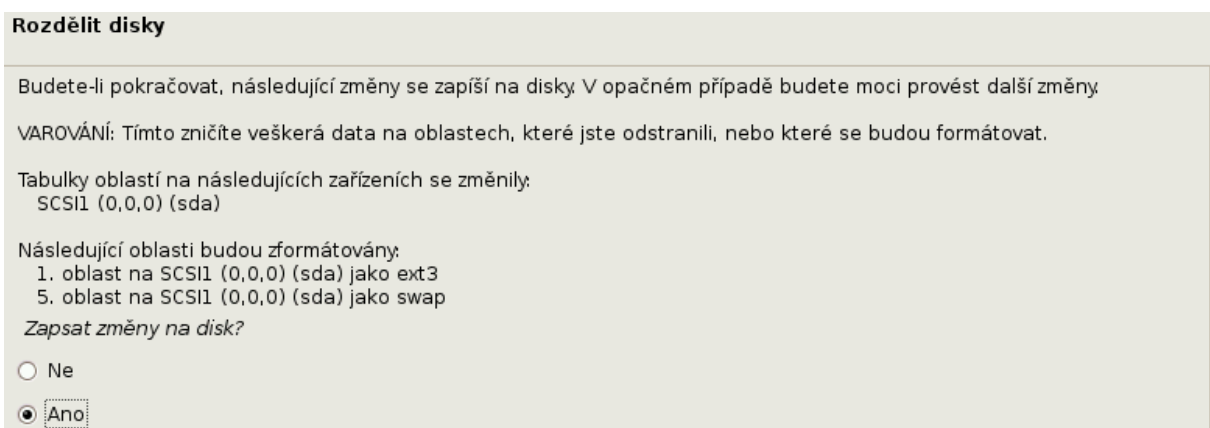 Rozdělit disky
Budete-li pokračovat, následující změny se zapíší na disky. V opačném případě budete moci provést další změny.
VAROVÁNÍ: Tímto zničíte veškerá data na oblastech, které jste odstranili, nebo které se budou formátovat.
Tabulky oblastí na následujících zařízeních se změnily:
SCSI1 (0,0,0) (sda)
Následující oblasti budou zformátovány:
1. oblast na SCSI1 (0,0,0) (sda) jako ext3
5. oblast na SCSI1 (0,0,0) (sda) jako swap
Zapsat změny na disk?
Ne
Ano